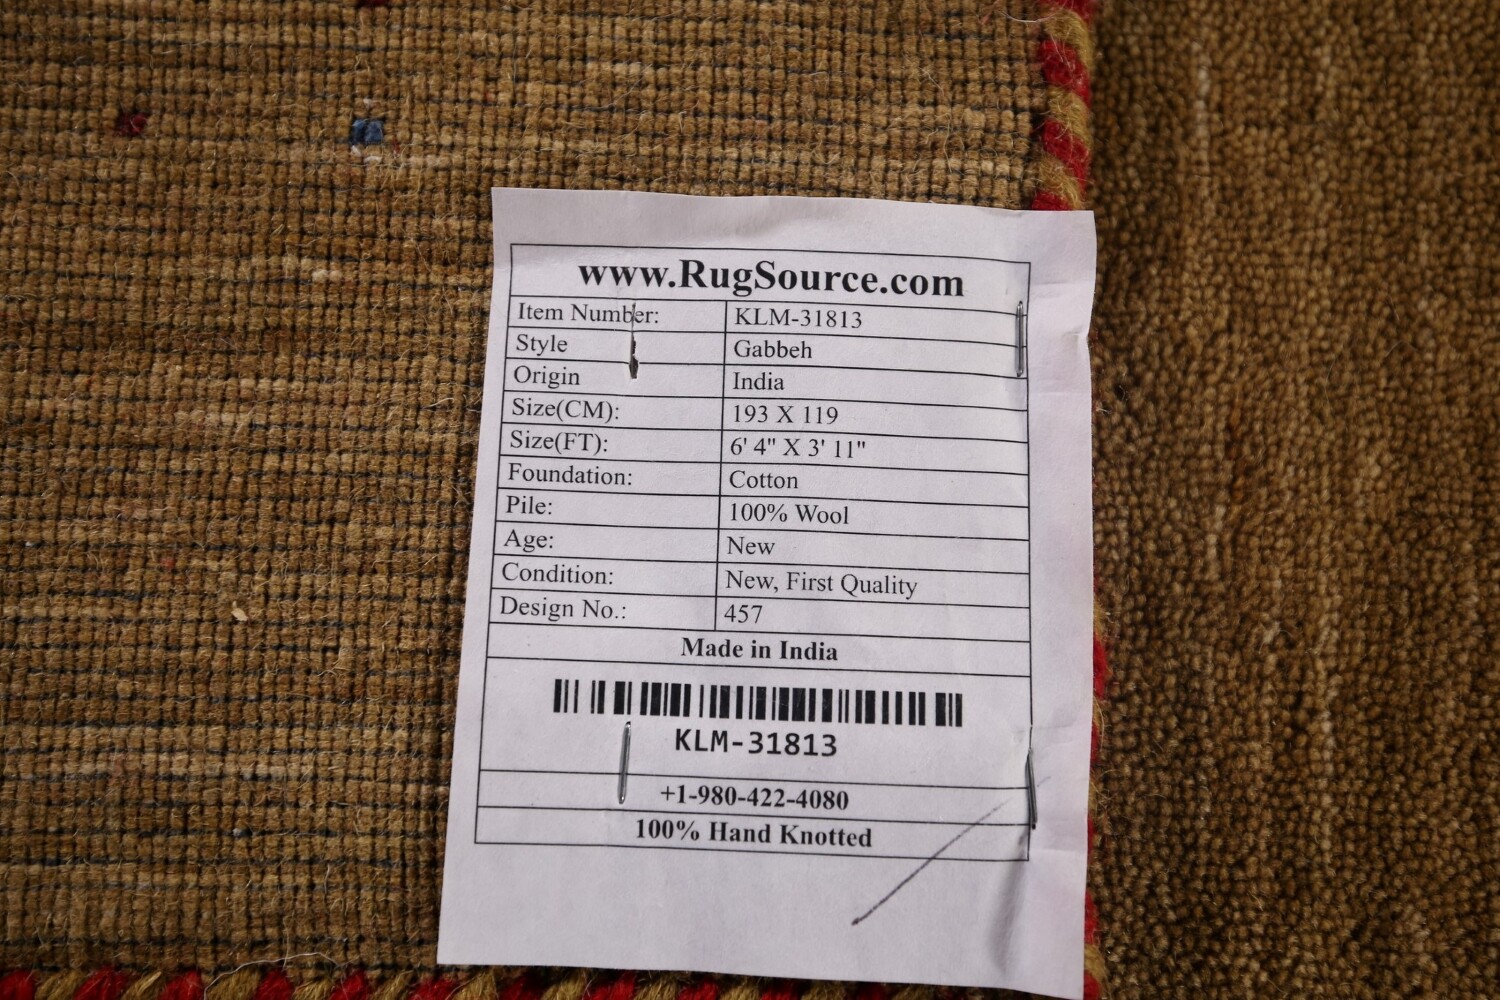 www.RugSource.com
Item Number: KLM-31813
Style Gabbeh
Origin India
Size(CM): 193 X 119
Size(FT): 6' 4" X 3' 11"
Foundation: Cotton
Pile: 100% Wool
Age: New
Condition: New, First Quality
Design No.: 457
Made in India
KLM-31813
+1-980-422-4080
100% Hand Knotted